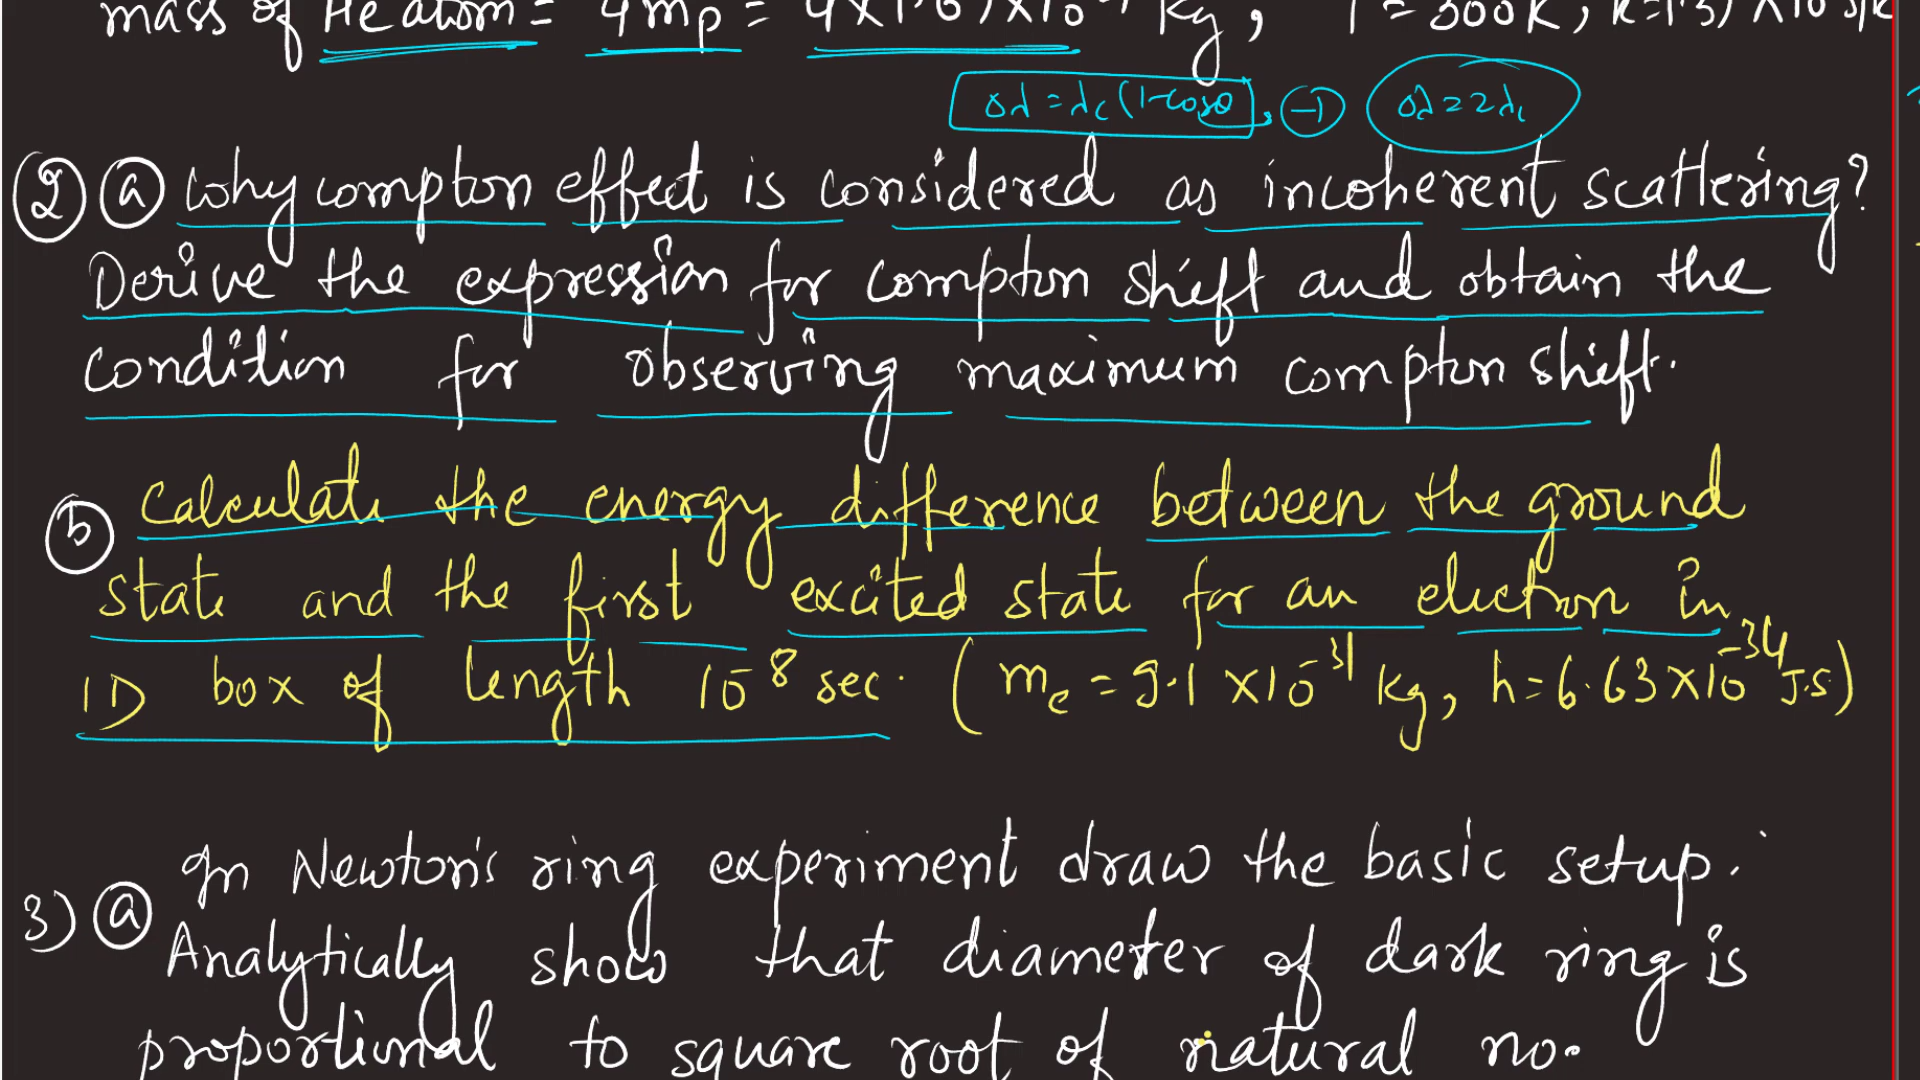 mass of He atom = 4mp = 4×1.67×10 kg, T = 300K, k=1.37×10 J/K
Δλ = λc(1-cosθ) -1 Δλ=2λc
② ⓐ Why compton effect is considered as incoherent scattering?
Derive the expression for compton shift and obtain the
condition for observing maximum compton shift.
ⓑ Calculate the energy difference between the ground
state and the first excited state for an electron in
1D box of length 10⁻⁸ sec. (me = 9.1 ×10⁻³¹ kg, h=6.63×10⁻³⁴ J.s)
3) ⓐ In Newton's ring experiment draw the basic setup.
Analytically show that diameter of dark ring is
proportional to square root of natural no.